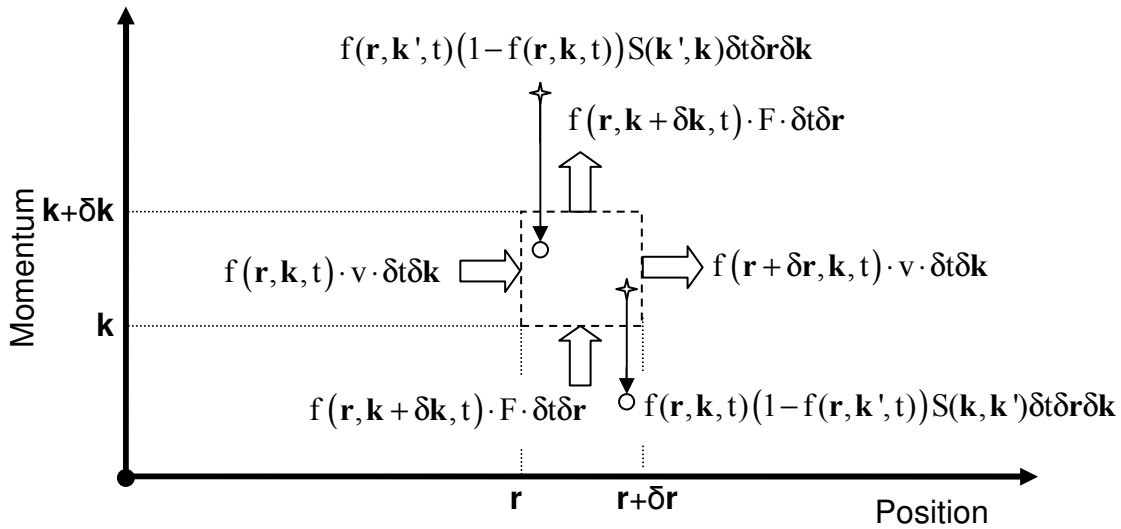 f(r,k',t)(1−f(r,k,t))S(k',k)δtδrδk
f(r,k+δk,t)·F·δtδr
Momentum
k+δk
f(r,k,t)·v·δtδk
f(r+δr,k,t)·v·δtδk
k
f(r,k+δk,t)·F·δtδr
f(r,k,t)(1−f(r,k',t))S(k,k')δtδrδk
r
r+δr
Position